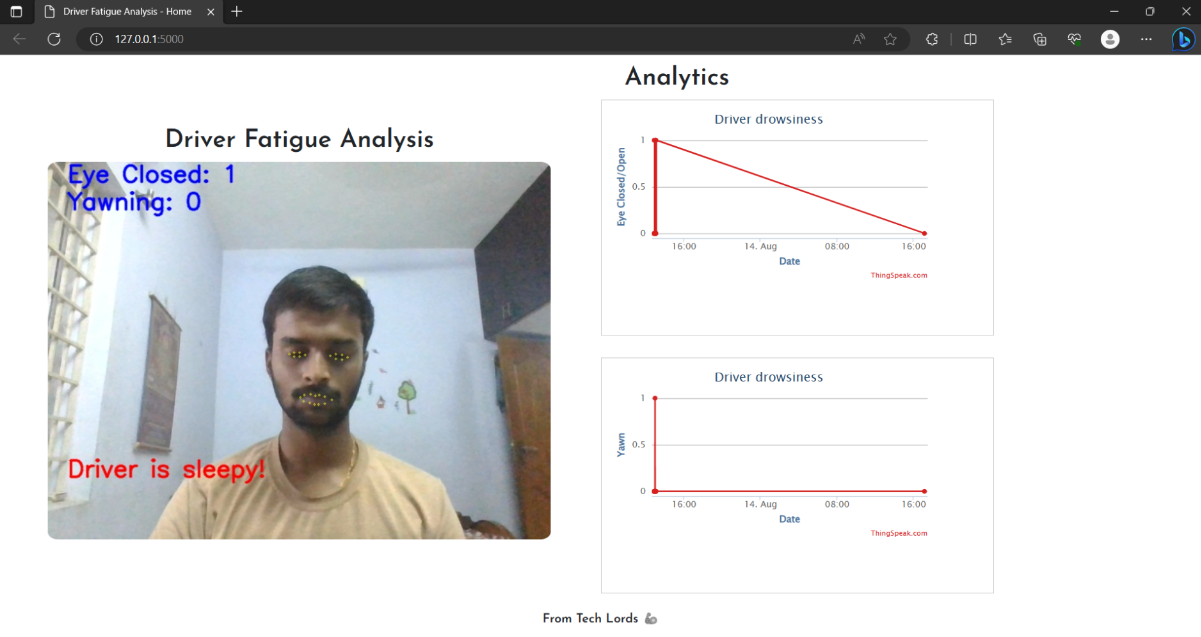 Driver Fatigue Analysis - Home
127.0.0.1:5000
Driver Fatigue Analysis
Eye Closed: 1
Yawning: 0
Driver is sleepy!
Analytics
Driver drowsiness
Eye Closed/Open
1
0.5
0
16:00 14. Aug 08:00 16:00
Date
ThingSpeak.com
Driver drowsiness
Yawn
1
0.5
0
16:00 14. Aug 08:00 16:00
Date
ThingSpeak.com
From Tech Lords 🦾